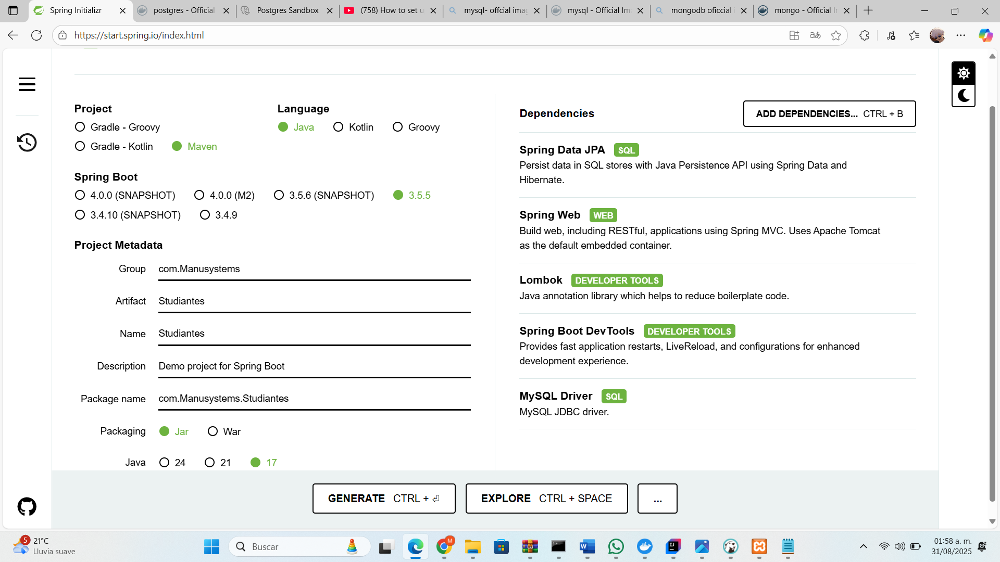 Spring Initializr
postgres - Official
Postgres Sandbox
(758) How to set u
mysql- offcial imag
mysql - Official Im
mongodb oficcial i
mongo - Official I
https://start.spring.io/index.html
Project
Gradle - Groovy
Gradle - Kotlin
Maven
Language
Java
Kotlin
Groovy
Spring Boot
4.0.0 (SNAPSHOT)
4.0.0 (M2)
3.5.6 (SNAPSHOT)
3.5.5
3.4.10 (SNAPSHOT)
3.4.9
Project Metadata
Group com.Manusystems
Artifact Studiantes
Name Studiantes
Description Demo project for Spring Boot
Package name com.Manusystems.Studiantes
Packaging Jar War
Java 24 21 17
Dependencies
ADD DEPENDENCIES... CTRL + B
Spring Data JPA SQL
Persist data in SQL stores with Java Persistence API using Spring Data and
Hibernate.
Spring Web WEB
Build web, including RESTful, applications using Spring MVC. Uses Apache Tomcat
as the default embedded container.
Lombok DEVELOPER TOOLS
Java annotation library which helps to reduce boilerplate code.
Spring Boot DevTools DEVELOPER TOOLS
Provides fast application restarts, LiveReload, and configurations for enhanced
development experience.
MySQL Driver SQL
MySQL JDBC driver.
GENERATE CTRL + ⏎
EXPLORE CTRL + SPACE
...
5
21°C
Lluvia suave
Buscar
M
01:58 a. m.
31/08/2025